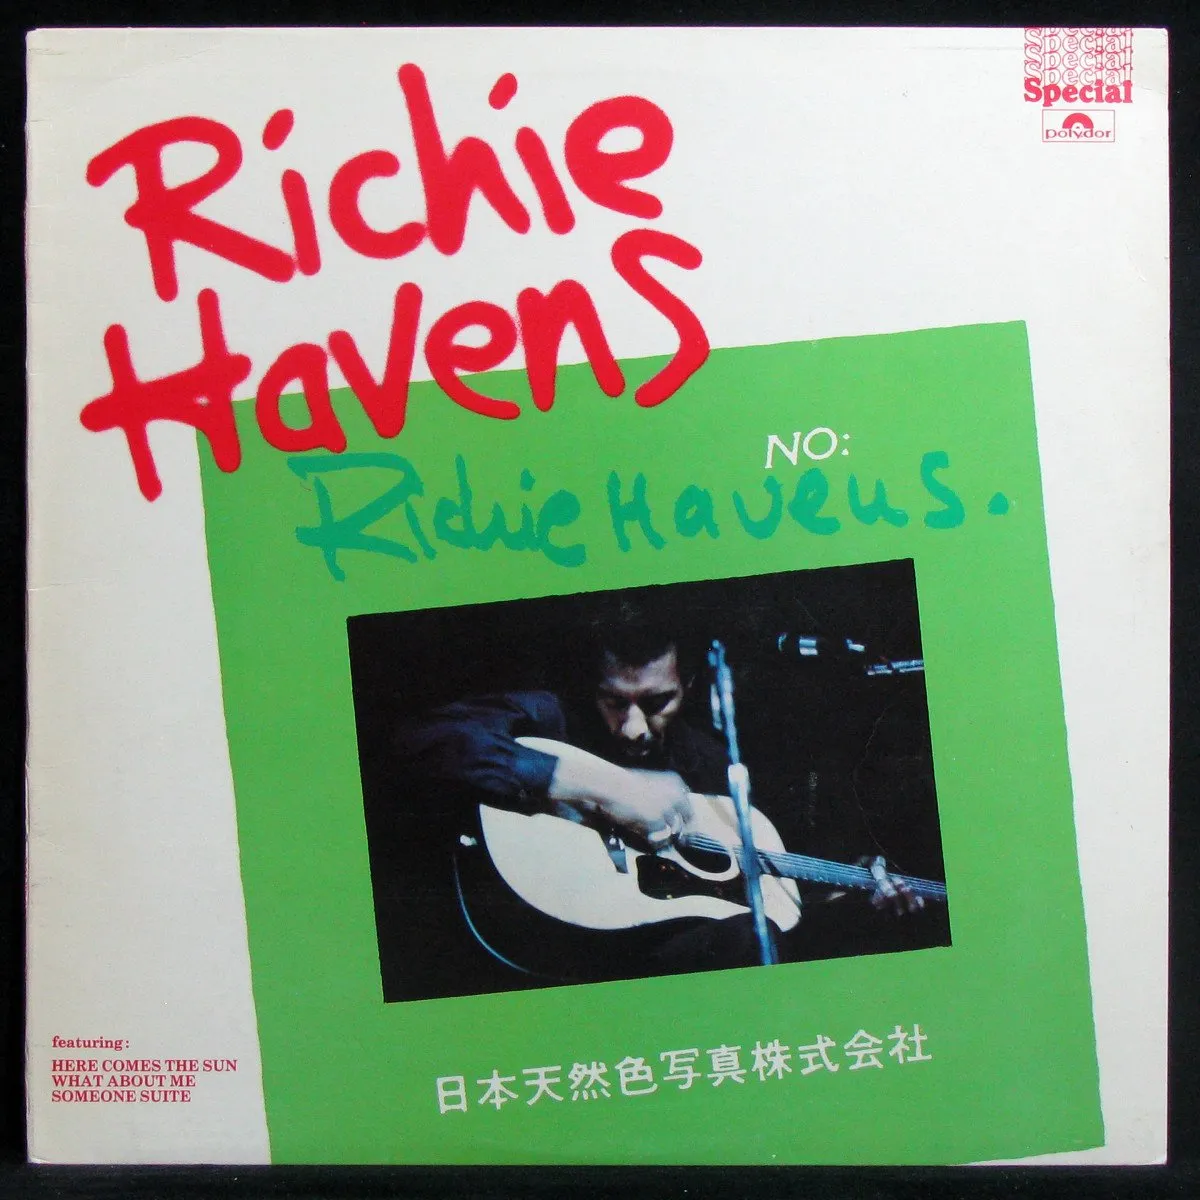 Special
Special
Special
Special
Special
polydor
Richie
Havens
NO:
Richie Havens.
日本天然色写真株式会社
featuring:
HERE COMES THE SUN
WHAT ABOUT ME
SOMEONE SUITE